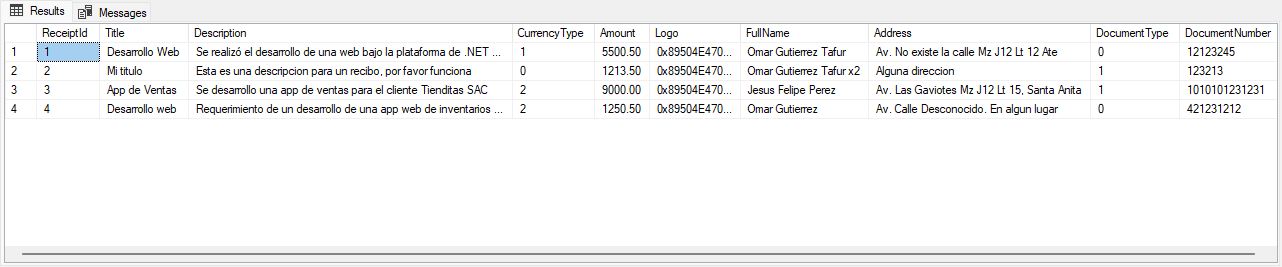 Results Messages
ReceiptId Title Description CurrencyType Amount Logo FullName Address DocumentType DocumentNumber
1 1 Desarrollo Web Se realizó el desarrollo de una web bajo la plataforma de .NET ... 1 5500.50 0x89504E470... Omar Gutierrez Tafur Av. No existe la calle Mz J12 Lt 12 Ate 0 12123245
2 2 Mi titulo Esta es una descripcion para un recibo, por favor funciona 0 1213.50 0x89504E470... Omar Gutierrez Tafur x2 Alguna direccion 1 123213
3 3 App de Ventas Se desarrollo una app de ventas para el cliente Tienditas SAC 2 9000.00 0x89504E470... Jesus Felipe Perez Av. Las Gaviotes Mz J12 Lt 15, Santa Anita 1 1010101231231
4 4 Desarrollo web Requerimiento de un desarrollo de una app web de inventarios ... 2 1250.50 0x89504E470... Omar Gutierrez Av. Calle Desconocido. En algun lugar 0 421231212